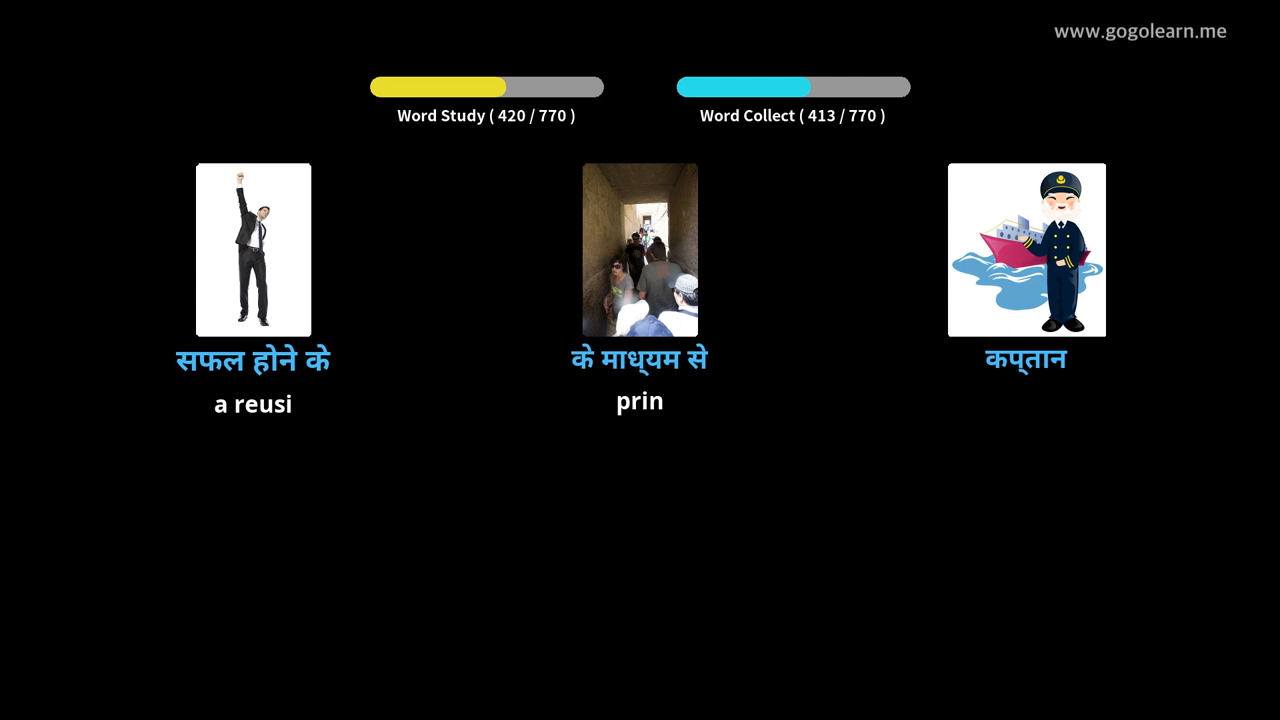 www.gogolearn.me
Word Study ( 420 / 770 )
Word Collect ( 413 / 770 )
सफल होने के
के माध्यम से
कप्तान
a reusi
prin